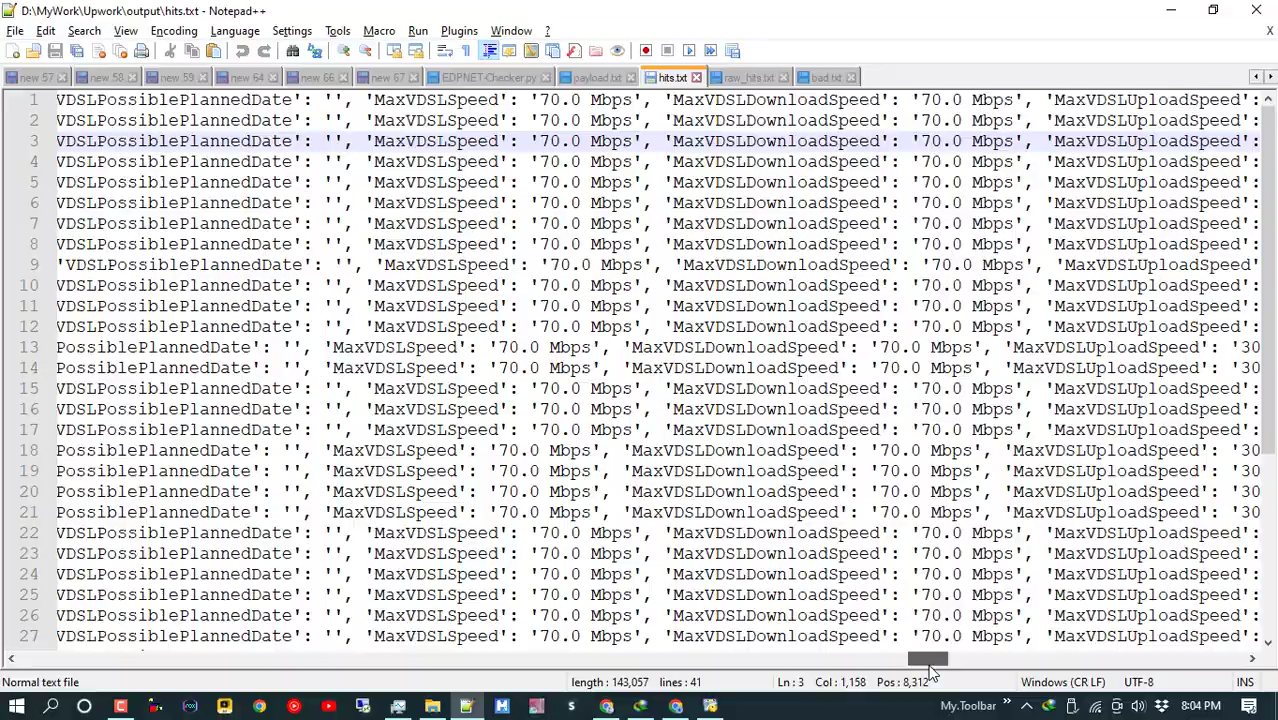 D:\MyWork\Upwork\output\hits.txt - Notepad++
File Edit Search View Encoding Language Settings Tools Macro Run Plugins Window ? X
new 57 new 58 new 59 new 64 new 66 new 67 EDPNET-Checker.py payload.txt hits.txt raw_hits.txt bad.txt
1 VDSLPossiblePlannedDate': '', 'MaxVDSLSpeed': '70.0 Mbps', 'MaxVDSLDownloadSpeed': '70.0 Mbps', 'MaxVDSLUploadSpeed':
2 VDSLPossiblePlannedDate': '', 'MaxVDSLSpeed': '70.0 Mbps', 'MaxVDSLDownloadSpeed': '70.0 Mbps', 'MaxVDSLUploadSpeed':
3 VDSLPossiblePlannedDate': '', 'MaxVDSLSpeed': '70.0 Mbps', 'MaxVDSLDownloadSpeed': '70.0 Mbps', 'MaxVDSLUploadSpeed':
4 VDSLPossiblePlannedDate': '', 'MaxVDSLSpeed': '70.0 Mbps', 'MaxVDSLDownloadSpeed': '70.0 Mbps', 'MaxVDSLUploadSpeed':
5 VDSLPossiblePlannedDate': '', 'MaxVDSLSpeed': '70.0 Mbps', 'MaxVDSLDownloadSpeed': '70.0 Mbps', 'MaxVDSLUploadSpeed':
6 VDSLPossiblePlannedDate': '', 'MaxVDSLSpeed': '70.0 Mbps', 'MaxVDSLDownloadSpeed': '70.0 Mbps', 'MaxVDSLUploadSpeed':
7 VDSLPossiblePlannedDate': '', 'MaxVDSLSpeed': '70.0 Mbps', 'MaxVDSLDownloadSpeed': '70.0 Mbps', 'MaxVDSLUploadSpeed':
8 VDSLPossiblePlannedDate': '', 'MaxVDSLSpeed': '70.0 Mbps', 'MaxVDSLDownloadSpeed': '70.0 Mbps', 'MaxVDSLUploadSpeed':
9 'VDSLPossiblePlannedDate': '', 'MaxVDSLSpeed': '70.0 Mbps', 'MaxVDSLDownloadSpeed': '70.0 Mbps', 'MaxVDSLUploadSpeed'
10 VDSLPossiblePlannedDate': '', 'MaxVDSLSpeed': '70.0 Mbps', 'MaxVDSLDownloadSpeed': '70.0 Mbps', 'MaxVDSLUploadSpeed':
11 VDSLPossiblePlannedDate': '', 'MaxVDSLSpeed': '70.0 Mbps', 'MaxVDSLDownloadSpeed': '70.0 Mbps', 'MaxVDSLUploadSpeed':
12 VDSLPossiblePlannedDate': '', 'MaxVDSLSpeed': '70.0 Mbps', 'MaxVDSLDownloadSpeed': '70.0 Mbps', 'MaxVDSLUploadSpeed':
13 PossiblePlannedDate': '', 'MaxVDSLSpeed': '70.0 Mbps', 'MaxVDSLDownloadSpeed': '70.0 Mbps', 'MaxVDSLUploadSpeed': '30
14 PossiblePlannedDate': '', 'MaxVDSLSpeed': '70.0 Mbps', 'MaxVDSLDownloadSpeed': '70.0 Mbps', 'MaxVDSLUploadSpeed': '30
15 VDSLPossiblePlannedDate': '', 'MaxVDSLSpeed': '70.0 Mbps', 'MaxVDSLDownloadSpeed': '70.0 Mbps', 'MaxVDSLUploadSpeed':
16 VDSLPossiblePlannedDate': '', 'MaxVDSLSpeed': '70.0 Mbps', 'MaxVDSLDownloadSpeed': '70.0 Mbps', 'MaxVDSLUploadSpeed':
17 VDSLPossiblePlannedDate': '', 'MaxVDSLSpeed': '70.0 Mbps', 'MaxVDSLDownloadSpeed': '70.0 Mbps', 'MaxVDSLUploadSpeed':
18 PossiblePlannedDate': '', 'MaxVDSLSpeed': '70.0 Mbps', 'MaxVDSLDownloadSpeed': '70.0 Mbps', 'MaxVDSLUploadSpeed': '30
19 PossiblePlannedDate': '', 'MaxVDSLSpeed': '70.0 Mbps', 'MaxVDSLDownloadSpeed': '70.0 Mbps', 'MaxVDSLUploadSpeed': '30
20 PossiblePlannedDate': '', 'MaxVDSLSpeed': '70.0 Mbps', 'MaxVDSLDownloadSpeed': '70.0 Mbps', 'MaxVDSLUploadSpeed': '30
21 PossiblePlannedDate': '', 'MaxVDSLSpeed': '70.0 Mbps', 'MaxVDSLDownloadSpeed': '70.0 Mbps', 'MaxVDSLUploadSpeed': '30
22 VDSLPossiblePlannedDate': '', 'MaxVDSLSpeed': '70.0 Mbps', 'MaxVDSLDownloadSpeed': '70.0 Mbps', 'MaxVDSLUploadSpeed':
23 VDSLPossiblePlannedDate': '', 'MaxVDSLSpeed': '70.0 Mbps', 'MaxVDSLDownloadSpeed': '70.0 Mbps', 'MaxVDSLUploadSpeed':
24 VDSLPossiblePlannedDate': '', 'MaxVDSLSpeed': '70.0 Mbps', 'MaxVDSLDownloadSpeed': '70.0 Mbps', 'MaxVDSLUploadSpeed':
25 VDSLPossiblePlannedDate': '', 'MaxVDSLSpeed': '70.0 Mbps', 'MaxVDSLDownloadSpeed': '70.0 Mbps', 'MaxVDSLUploadSpeed':
26 VDSLPossiblePlannedDate': '', 'MaxVDSLSpeed': '70.0 Mbps', 'MaxVDSLDownloadSpeed': '70.0 Mbps', 'MaxVDSLUploadSpeed':
27 VDSLPossiblePlannedDate': '', 'MaxVDSLSpeed': '70.0 Mbps', 'MaxVDSLDownloadSpeed': '70.0 Mbps', 'MaxVDSLUploadSpeed':
Normal text file length : 143,057 lines : 41 Ln : 3 Col : 1,158 Pos : 8,312 Windows (CR LF) UTF-8 INS
My.Toolbar 8:04 PM